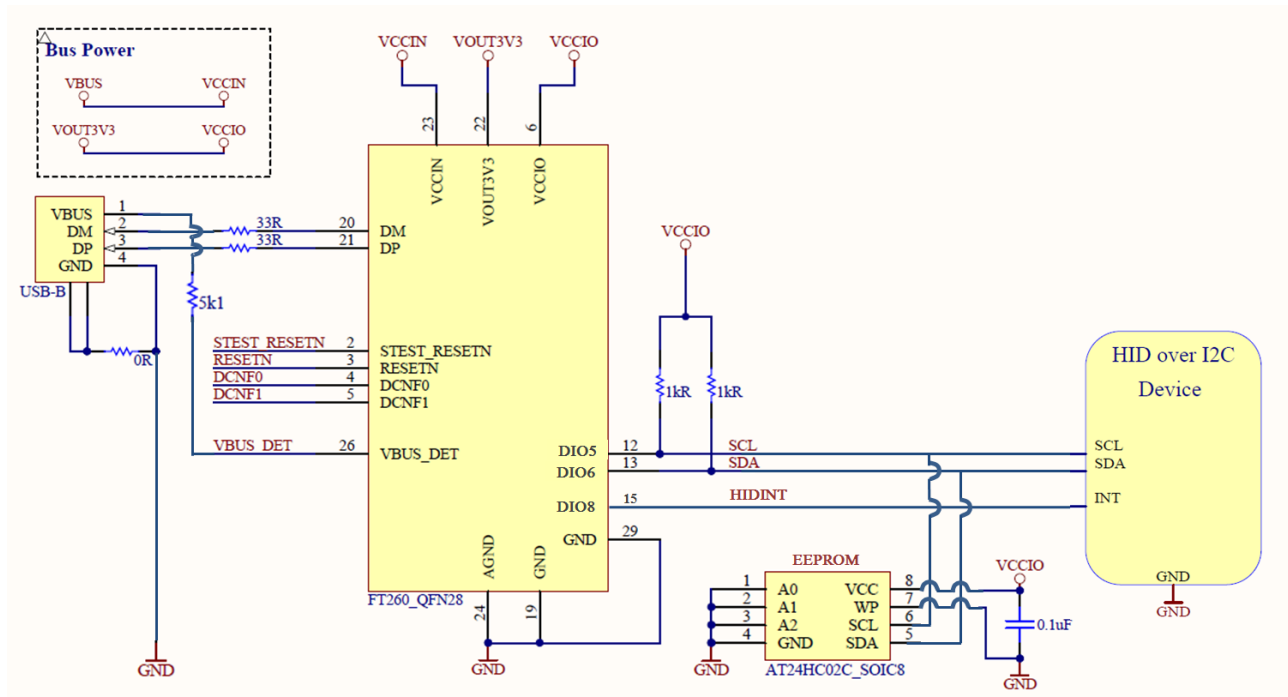 Bus Power
VBUS VCCIN
VOUT3V3 VCCIO
VCCIN VOUT3V3 VCCIO
23 22 6
VCCIN VOUT3V3 VCCIO
VBUS 1
DM 2
DP 3
GND 4
USB-B
33R
33R
5k1
0R
20 DM
21 DP
STEST_RESETN 2 STEST_RESETN
RESETN 3 RESETN
DCNF0 4 DCNF0
DCNF1 5 DCNF1
VBUS_DET 26 VBUS_DET
VCCIO
1kR 1kR
DIO5 12 SCL
DIO6 13 SDA
DIO8 15 HIDINT
GND 29
AGND GND
24 19
FT260_QFN28
GND
GND
HID over I2C
Device
SCL
SDA
INT
GND
GND
EEPROM
1 A0 VCC 8
2 A1 WP 7
3 A2 SCL 6
4 GND SDA 5
AT24HC02C_SOIC8
GND
VCCIO
0.1uF
GND